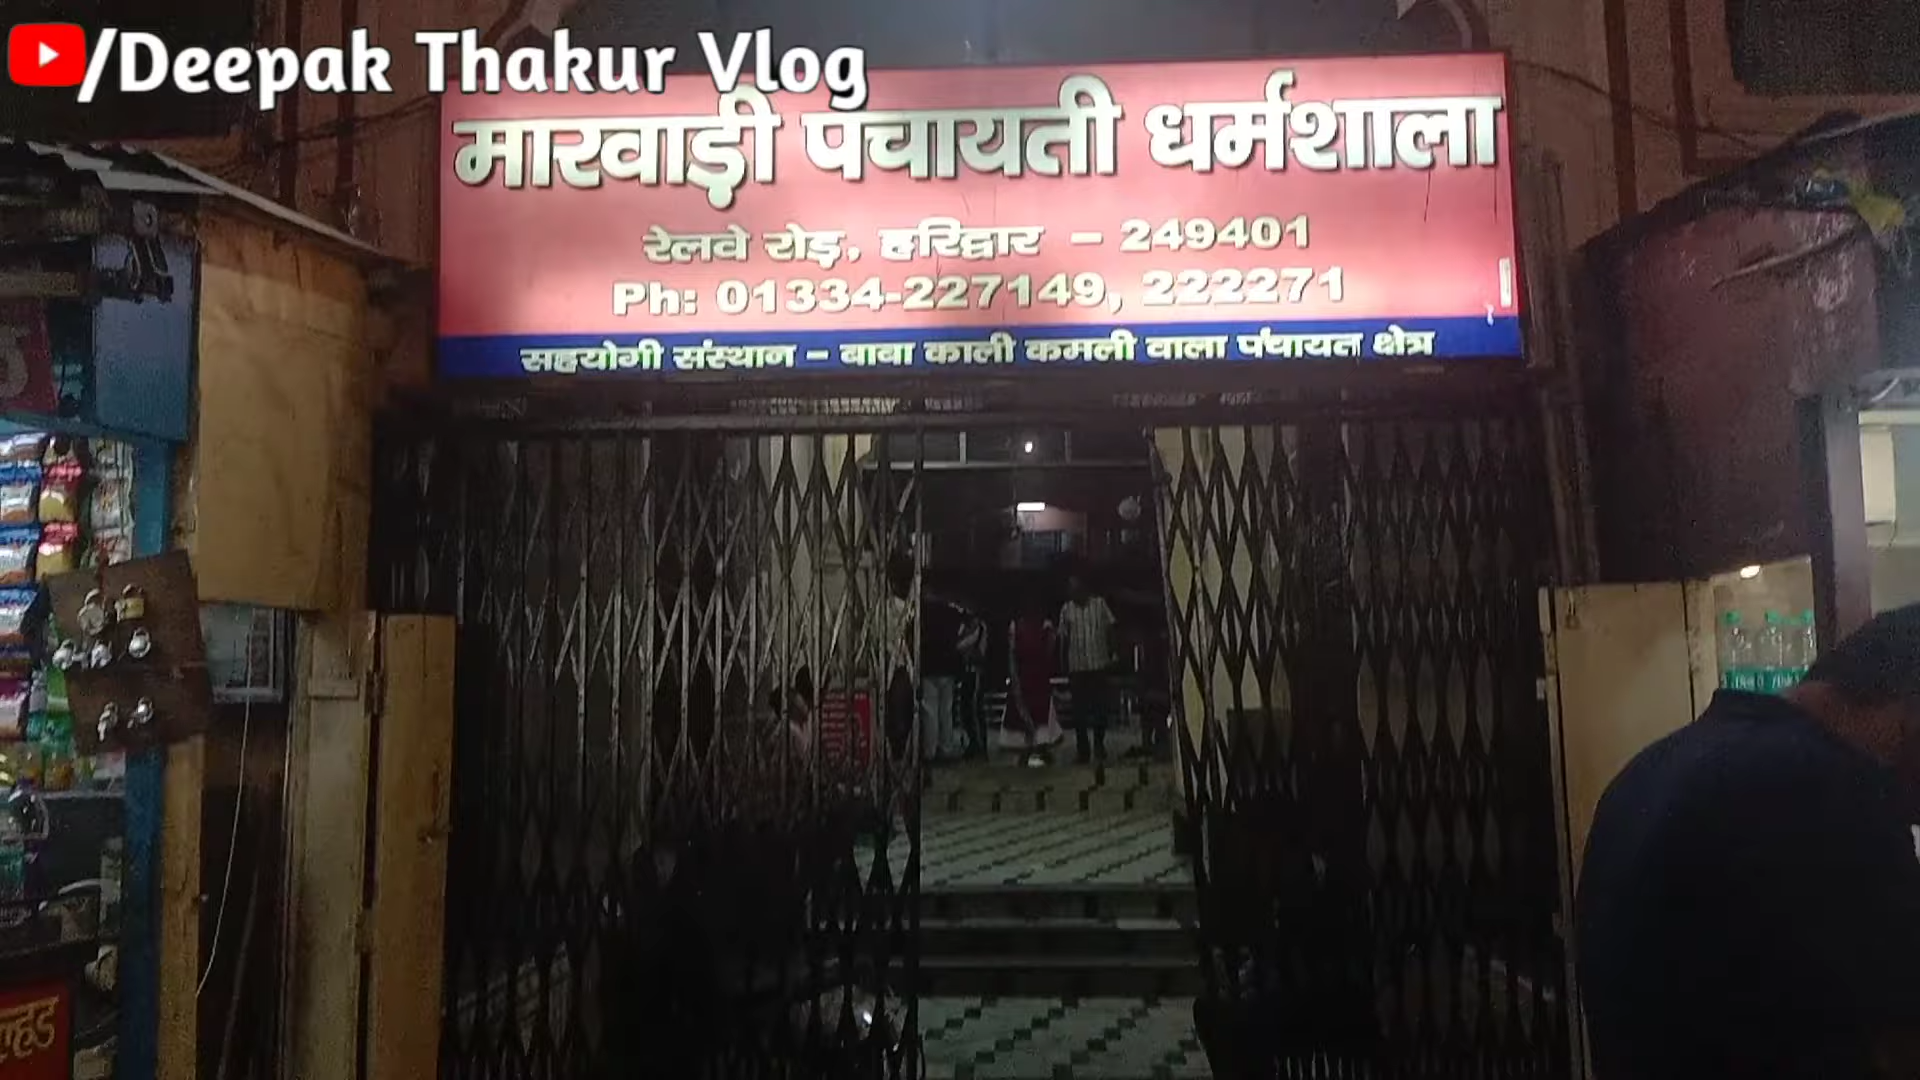 /Deepak Thakur Vlog
मारवाड़ी पंचायती धर्मशाला
रेलवे रोड़, हरिद्वार - 249401
Ph: 01334-227149, 222271
सहयोगी संस्थान - बाबा काली कमली वाला पंचायत क्षेत्र